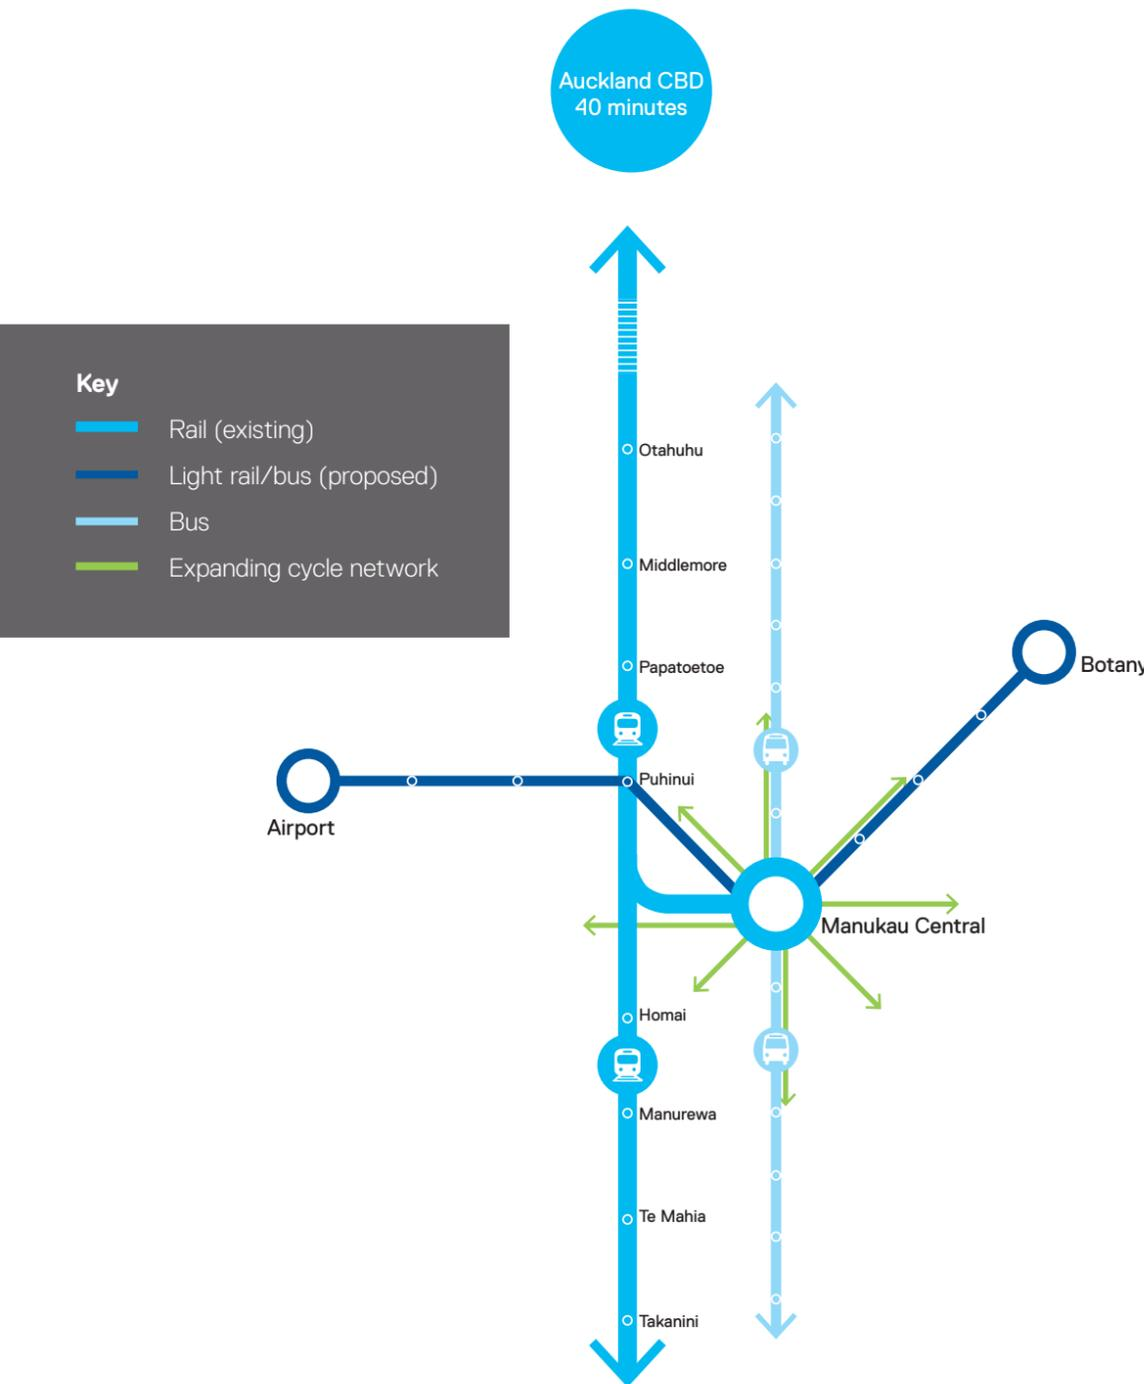 Auckland CBD
40 minutes
Key
Rail (existing)
Light rail/bus (proposed)
Bus
Expanding cycle network
Otahuhu
Middlemore
Papatoetoe
Botany
Puhinui
Airport
Manukau Central
Homai
Manurewa
Te Mahia
Takanini